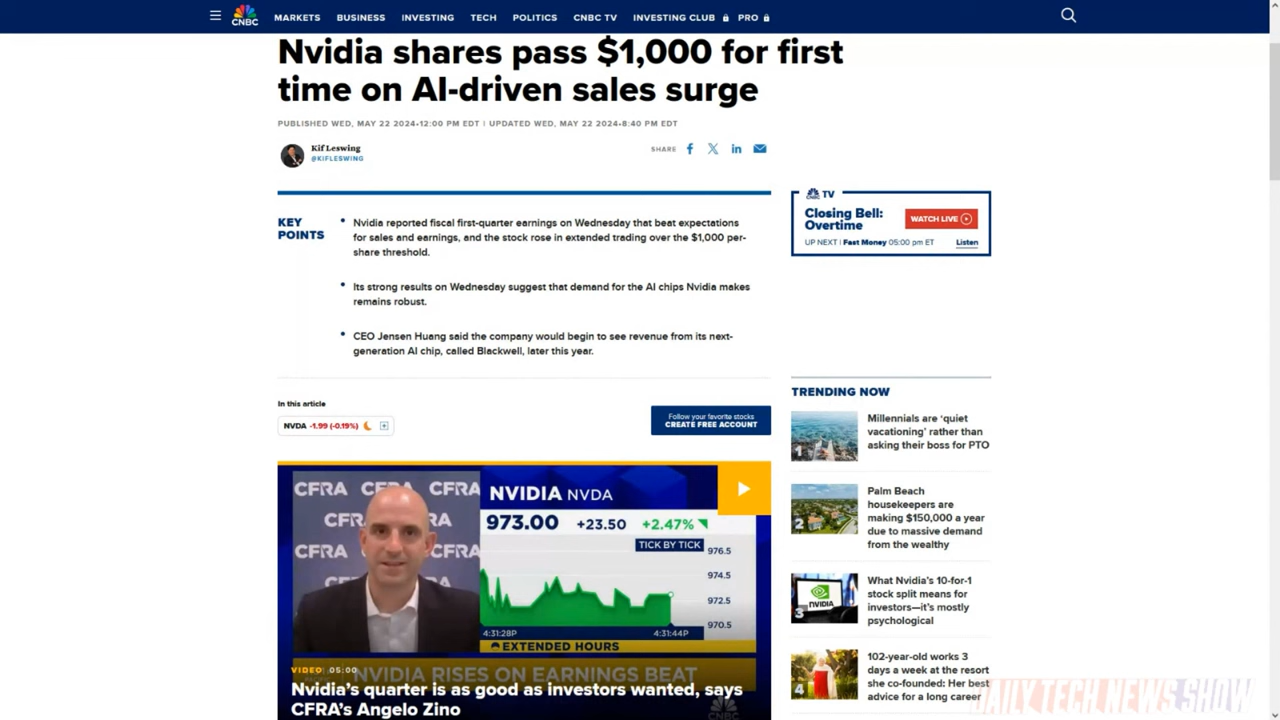 CNBC
MARKETS BUSINESS INVESTING TECH POLITICS CNBC TV INVESTING CLUB PRO
Nvidia shares pass $1,000 for first
time on AI-driven sales surge
PUBLISHED WED, MAY 22 2024•12:00 PM EDT | UPDATED WED, MAY 22 2024•8:40 PM EDT
Kif Leswing
@KIFLESWING
SHARE
KEY
POINTS
Nvidia reported fiscal first-quarter earnings on Wednesday that beat expectations
for sales and earnings, and the stock rose in extended trading over the $1,000 per-
share threshold.
Its strong results on Wednesday suggest that demand for the AI chips Nvidia makes
remains robust.
CEO Jensen Huang said the company would begin to see revenue from its next-
generation AI chip, called Blackwell, later this year.
In this article
NVDA -1.99 (-0.19%)
Follow your favorite stocks
CREATE FREE ACCOUNT
CFRA CFRA CFRA
CFRA RA
CFRA CFRA
NVIDIA NVDA
973.00 +23.50 +2.47%
TICK BY TICK
976.5
974.5
972.5
970.5
4:31:28P 4:31:44P
EXTENDED HOURS
NVIDIA RISES ON EARNINGS BEAT
VIDEO 05:00
Nvidia's quarter is as good as investors wanted, says
CFRA's Angelo Zino
CNBC
TV
Closing Bell:
Overtime
WATCH LIVE
UP NEXT | Fast Money 05:00 pm ET
Listen
TRENDING NOW
1
Millennials are ‘quiet
vacationing’ rather than
asking their boss for PTO
2
Palm Beach
housekeepers are
making $150,000 a year
due to massive demand
from the wealthy
3
NVIDIA
What Nvidia's 10-for-1
stock split means for
investors—it's mostly
psychological
4
102-year-old works 3
days a week at the resort
she co-founded: Her best
advice for a long career
DAILY TECH NEWS SHOW